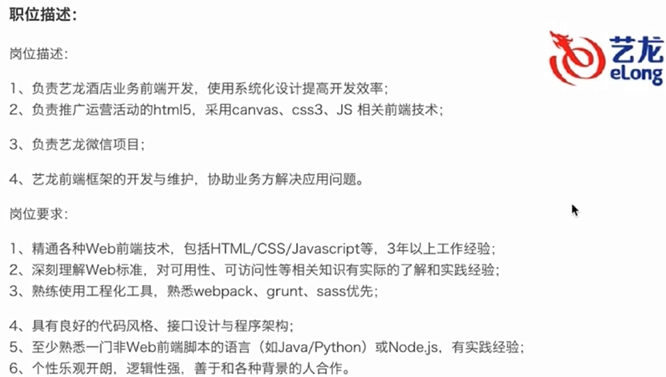 职位描述：
艺龙
eLong
岗位描述：
1、负责艺龙酒店业务前端开发，使用系统化设计提高开发效率；
2、负责推广运营活动的html5，采用canvas、css3、JS 相关前端技术；
3、负责艺龙微信项目；
4、艺龙前端框架的开发与维护，协助业务方解决应用问题。
岗位要求：
1、精通各种Web前端技术，包括HTML/CSS/Javascript等，3年以上工作经验；
2、深刻理解Web标准，对可用性、可访问性等相关知识有实际的了解和实践经验；
3、熟练使用工程化工具，熟悉webpack、grunt、sass优先；
4、具有良好的代码风格、接口设计与程序架构；
5、至少熟悉一门非Web前端脚本的语言（如Java/Python）或Node.js，有实践经验；
6、个性乐观开朗，逻辑性强，善于和各种背景的人合作。